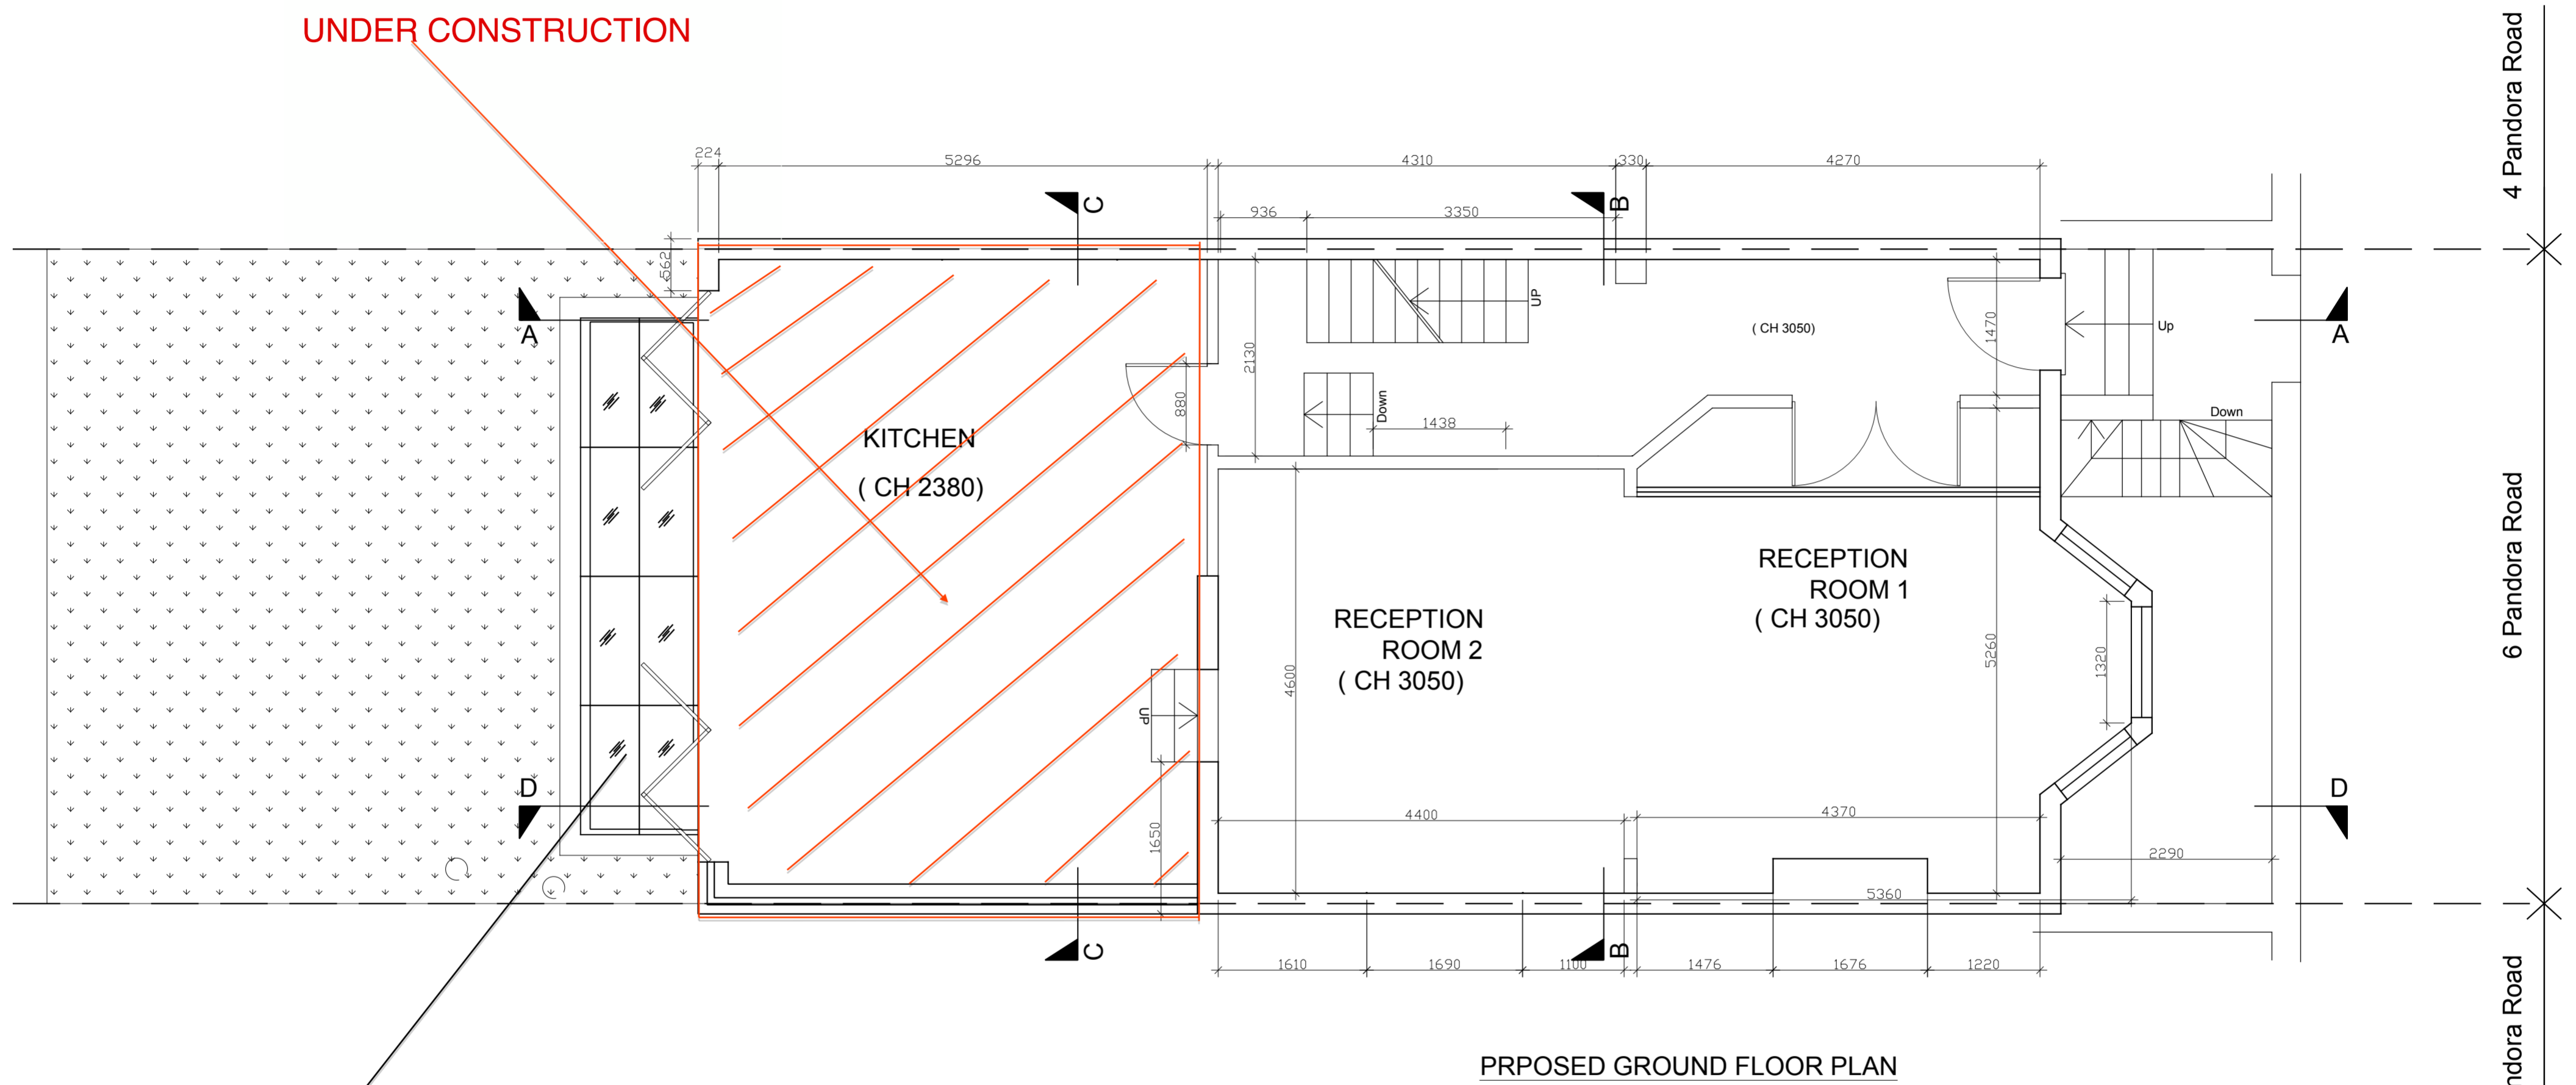 UNDER CONSTRUCTION
4 Pandora Road
224
5296
4310
330
4270
C
B
936
3350
562
A
UP
2130
( CH 3050)
1470
Up
A
880
Down
1438
Down
KITCHEN
( CH 2380)
RECEPTION
ROOM 1
( CH 3050)
RECEPTION
ROOM 2
( CH 3050)
6 Pandora Road
4600
5260
1320
UP
D
D
1650
4400
4370
2290
5360
C
B
1610
1690
1100
1476
1676
1220
ndora Road
PRPOSED GROUND FLOOR PLAN